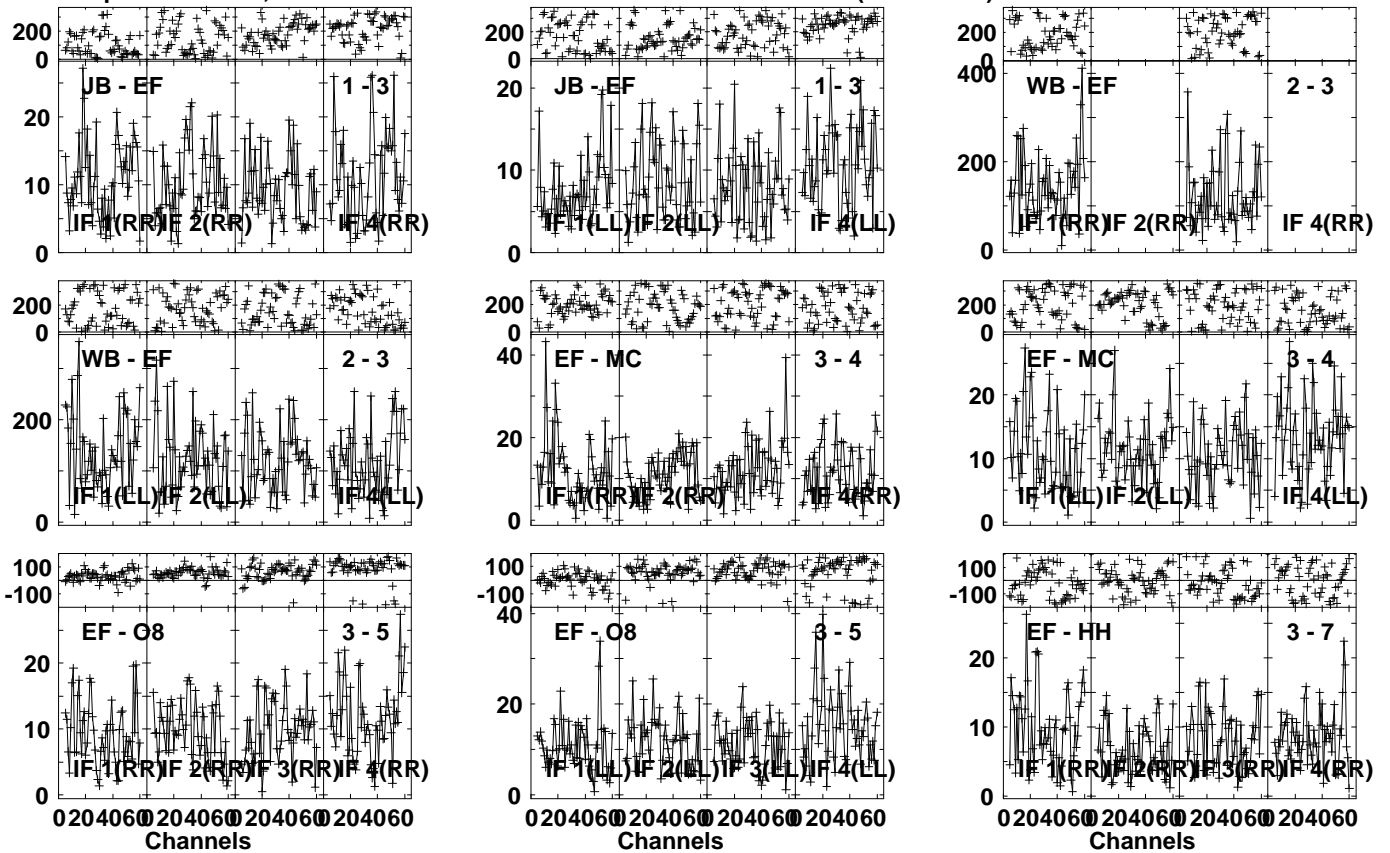 200 200 200
0 0 0
JB - EF 1 - 3 JB - EF 1 - 3 400 WB - EF 2 - 3
20 20
200
10 10
IF 1(RR) IF 2(RR) IF 4(RR) IF 1(LL) IF 2(LL) IF 4(LL) IF 1(RR) IF 2(RR) IF 4(RR)
0 0 0
200 200 200
0 0 0
WB - EF 2 - 3 40 EF - MC 3 - 4 EF - MC 3 - 4
20
200 20
10
IF 1(LL) IF 2(LL) IF 4(LL) IF 1(RR) IF 2(RR) IF 4(RR) IF 1(LL) IF 2(LL) IF 4(LL)
0 0 0
100 100 100
-100 -100 -100
EF - O8 3 - 5 40 EF - O8 3 - 5 EF - HH 3 - 7
20 20
20
10 10
IF 1(RR) IF 2(RR) IF 3(RR) IF 4(RR) IF 1(LL) IF 2(LL) IF 3(LL) IF 4(LL) IF 1(RR) IF 2(RR) IF 3(RR) IF 4(RR)
0 0 0
0 20 40 60 0 20 40 60 0 20 40 60 0 20 40 60 0 20 40 60 0 20 40 60 0 20 40 60 0 20 40 60 0 20 40 60 0 20 40 60 0 20 40 60 0 20 40 60
Channels Channels Channels